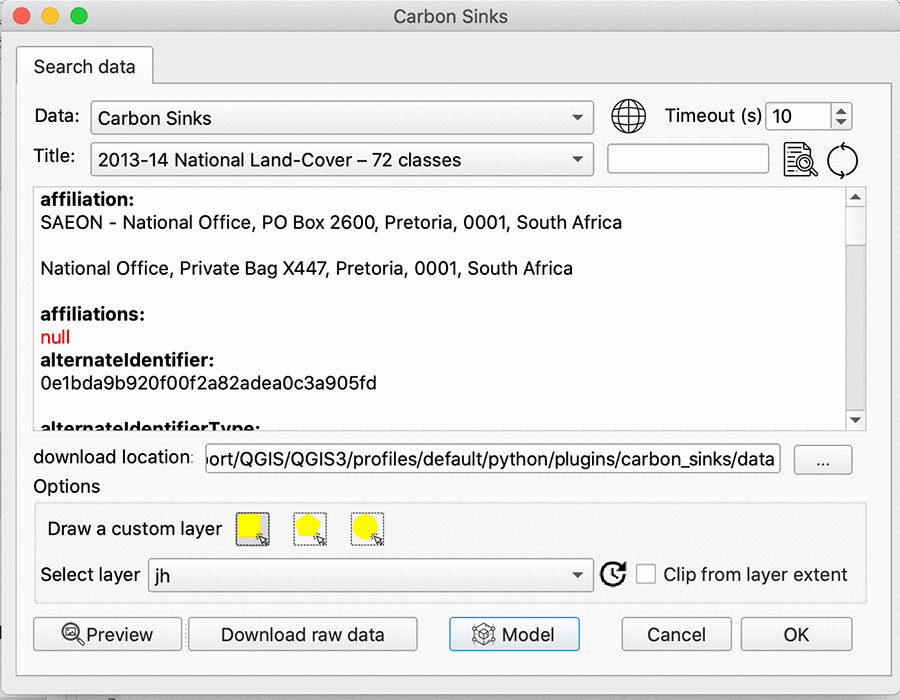 Carbon Sinks
Search data
Data: Carbon Sinks Timeout (s) 10
Title: 2013-14 National Land-Cover – 72 classes
affiliation:
SAEON - National Office, PO Box 2600, Pretoria, 0001, South Africa
National Office, Private Bag X447, Pretoria, 0001, South Africa
affiliations:
null
alternateIdentifier:
0e1bda9b920f00f2a82adea0c3a905fd
alternateIdentifierType:
download location: ort/QGIS/QGIS3/profiles/default/python/plugins/carbon_sinks/data ...
Options
Draw a custom layer
Select layer jh Clip from layer extent
Preview Download raw data Model Cancel OK